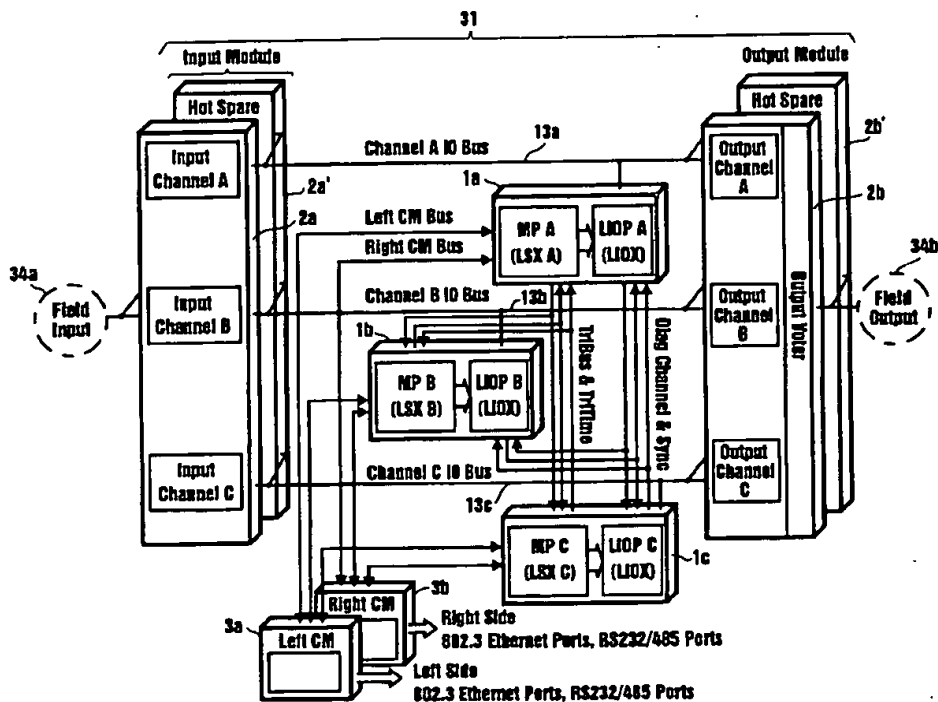 31
Input Module
Output Module
Hot Spare
Hot Spare
2b'
Input
Channel A
2a'
2a
Channel A IO Bus
13a
1a
Output
Channel
A
2b
Left CM Bus
Right CM Bus
MP A
(LSX A)
LIOP A
(LIOX)
34a
Field
Input
Input
Channel B
Channel B IO Bus
13b
1b
Output
Channel
B
Output Voter
34b
Field
Output
MP B
(LSX B)
LIOP B
(LIOX)
TriBus & TriTime
Diag Channel & Sync
Input
Channel C
Channel C IO Bus
13c
Output
Channel
C
MP C
(LSX C)
LIOP C
(LIOX)
1c
3b
Right CM
3a
Left CM
Right Side
802.3 Ethernet Ports, RS232/485 Ports
Left Side
802.3 Ethernet Ports, RS232/485 Ports